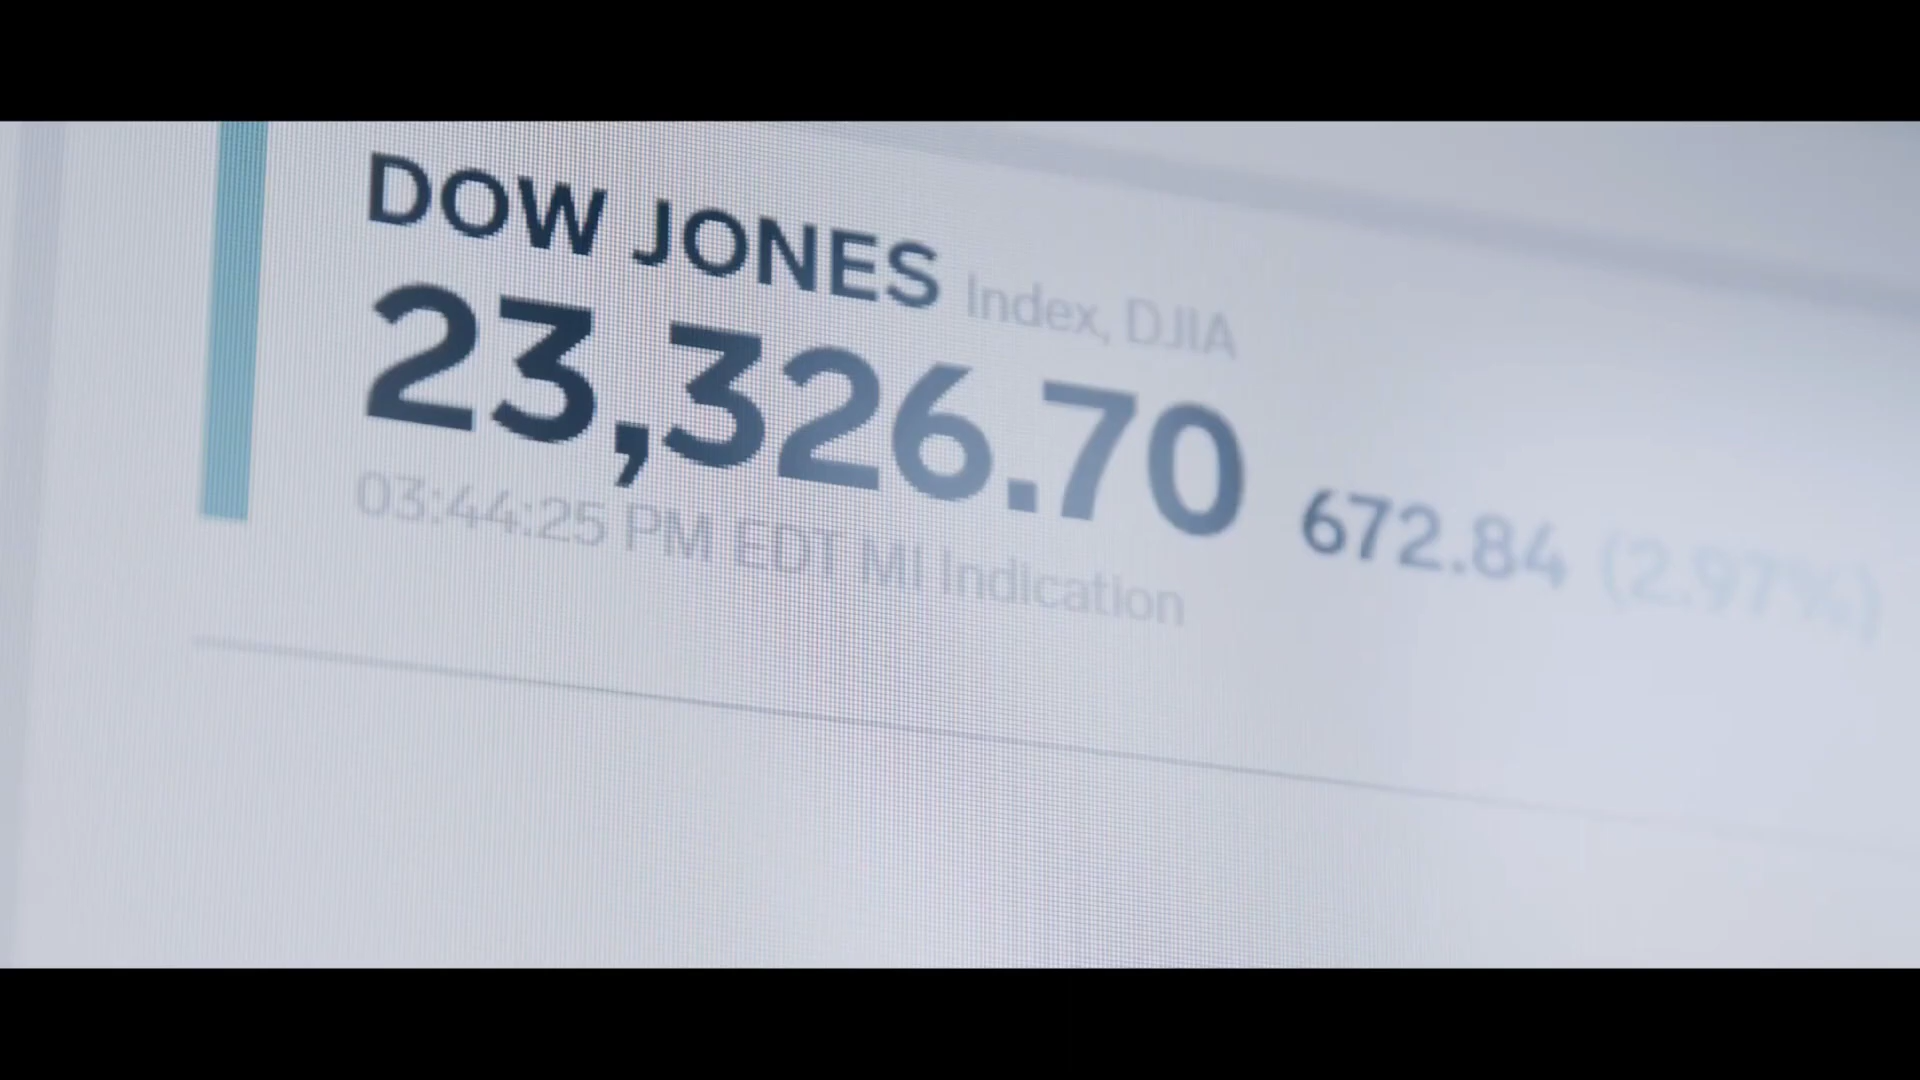 DOW JONES Index, DJIA
23,326.70 672.84 (2.97%)
03:44:25 PM EDT MI Indication